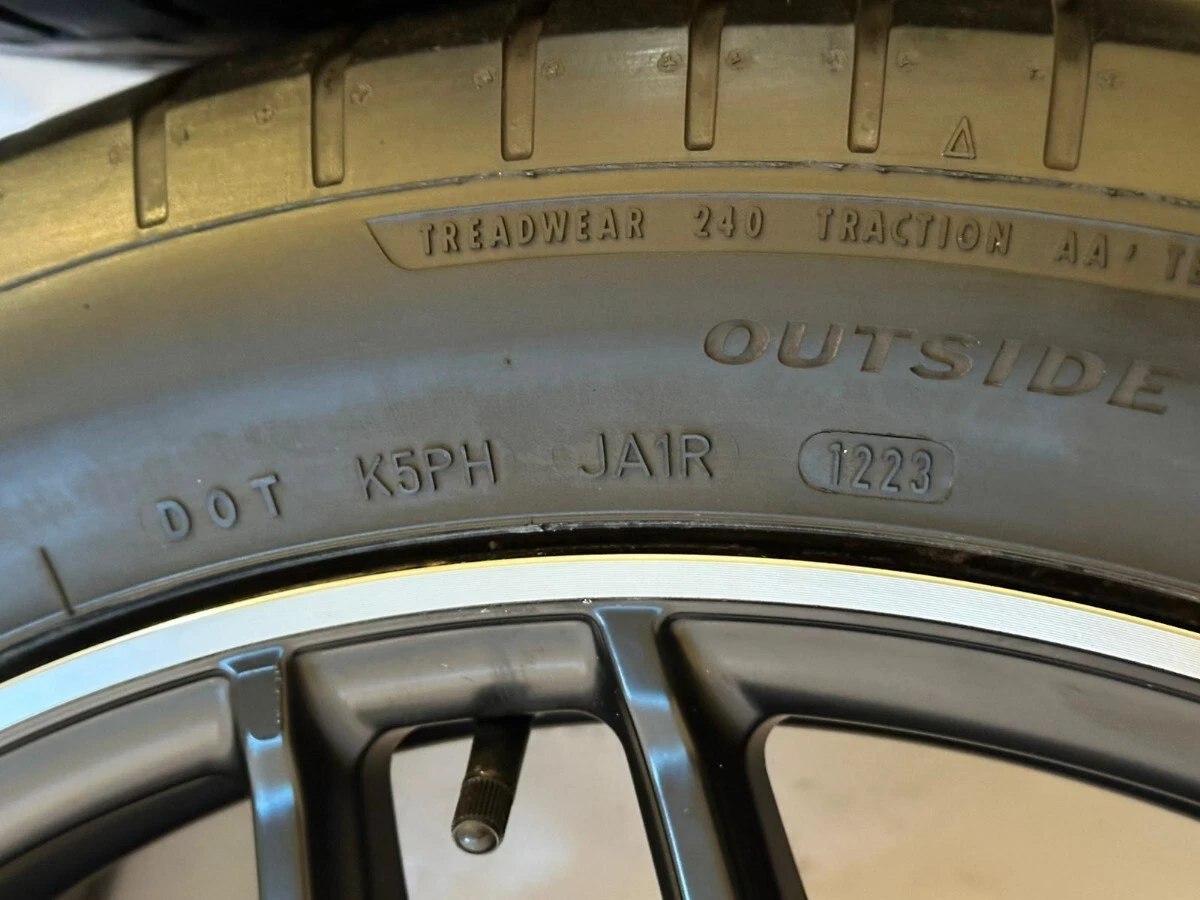 TREADWEAR 240 TRACTION AA
OUTSIDE
DOT K5PH JA1R 1223